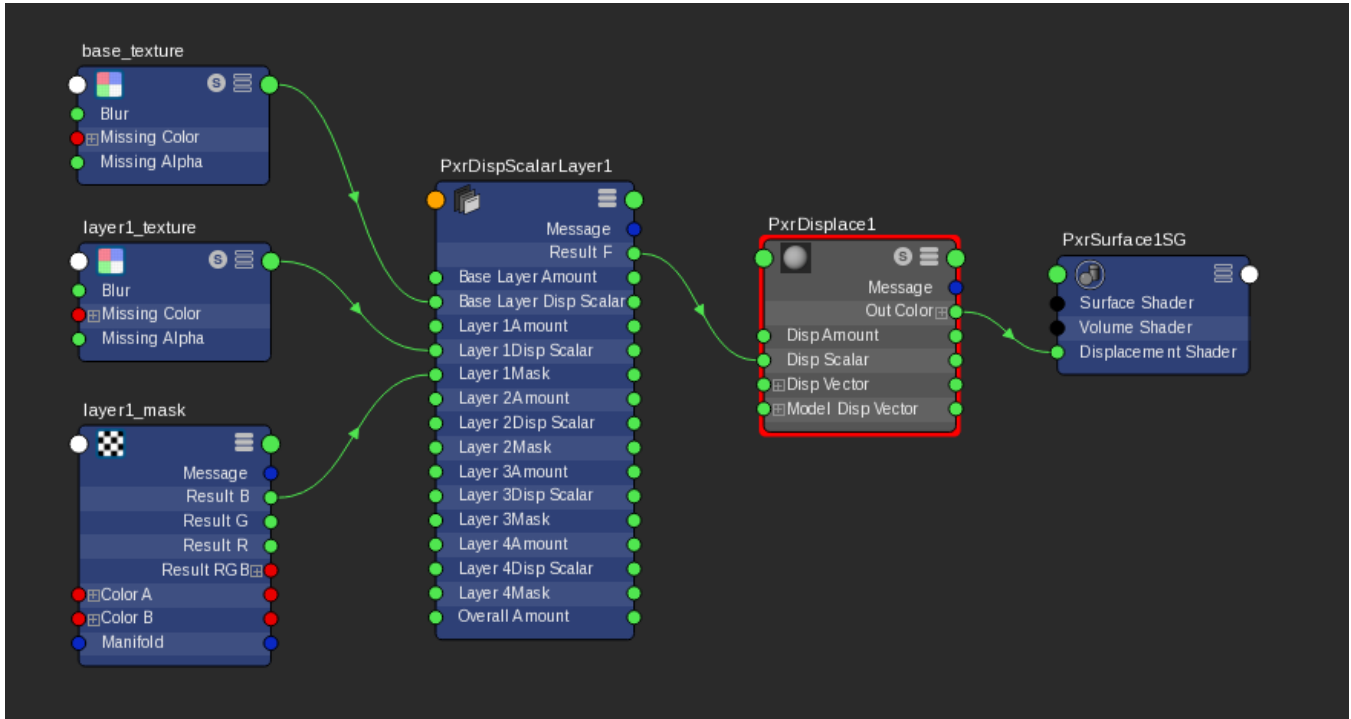 base_texture
S
Blur
Missing Color
Missing Alpha
layer1_texture
S
Blur
Missing Color
Missing Alpha
layer1_mask
Message
Result B
Result G
Result R
Result RGB
Color A
Color B
Manifold
PxrDispScalarLayer1
Message
Result F
Base Layer Amount
Base Layer Disp Scalar
Layer 1Amount
Layer 1Disp Scalar
Layer 1Mask
Layer 2Amount
Layer 2Disp Scalar
Layer 2Mask
Layer 3Amount
Layer 3Disp Scalar
Layer 3Mask
Layer 4Amount
Layer 4Disp Scalar
Layer 4Mask
Overall Amount
PxrDisplace1
S
Message
Out Color
Disp Amount
Disp Scalar
Disp Vector
Model Disp Vector
PxrSurface1SG
Surface Shader
Volume Shader
Displacement Shader